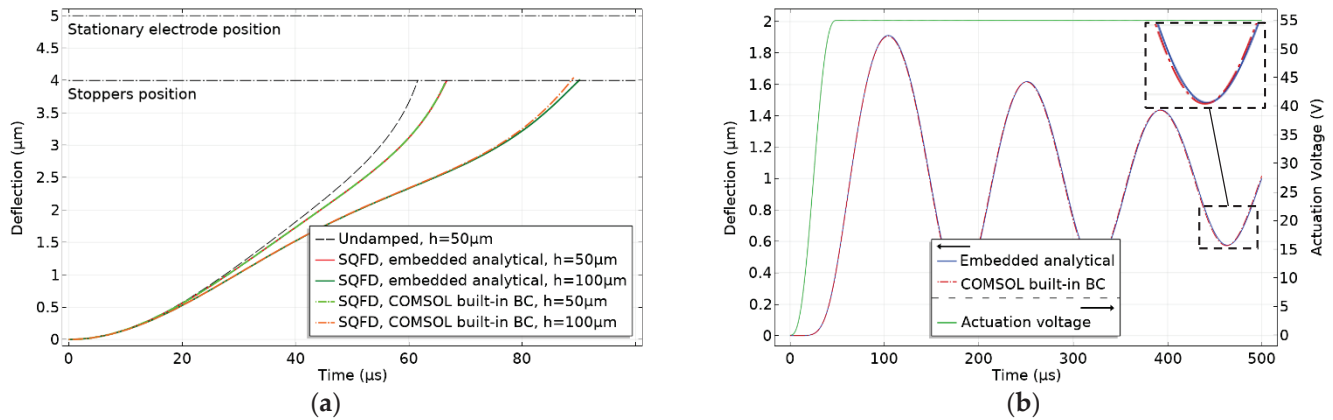 Deflection (µm)
5
4.5
4
3.5
3
2.5
2
1.5
1
0.5
0
Stationary electrode position
Stoppers position
Undamped, h=50µm
SQFD, embedded analytical, h=50µm
SQFD, embedded analytical, h=100µm
SQFD, COMSOL built-in BC, h=50µm
SQFD, COMSOL built-in BC, h=100µm
0 20 40 60 80
Time (µs)
(a)
Deflection (µm)
2
1.8
1.6
1.4
1.2
1
0.8
0.6
0.4
0.2
0
Embedded analytical
COMSOL built-in BC
Actuation voltage
55
50
45
40
35
30
25
20
15
10
5
0
Actuation Voltage (V)
0 100 200 300 400 500
Time (µs)
(b)